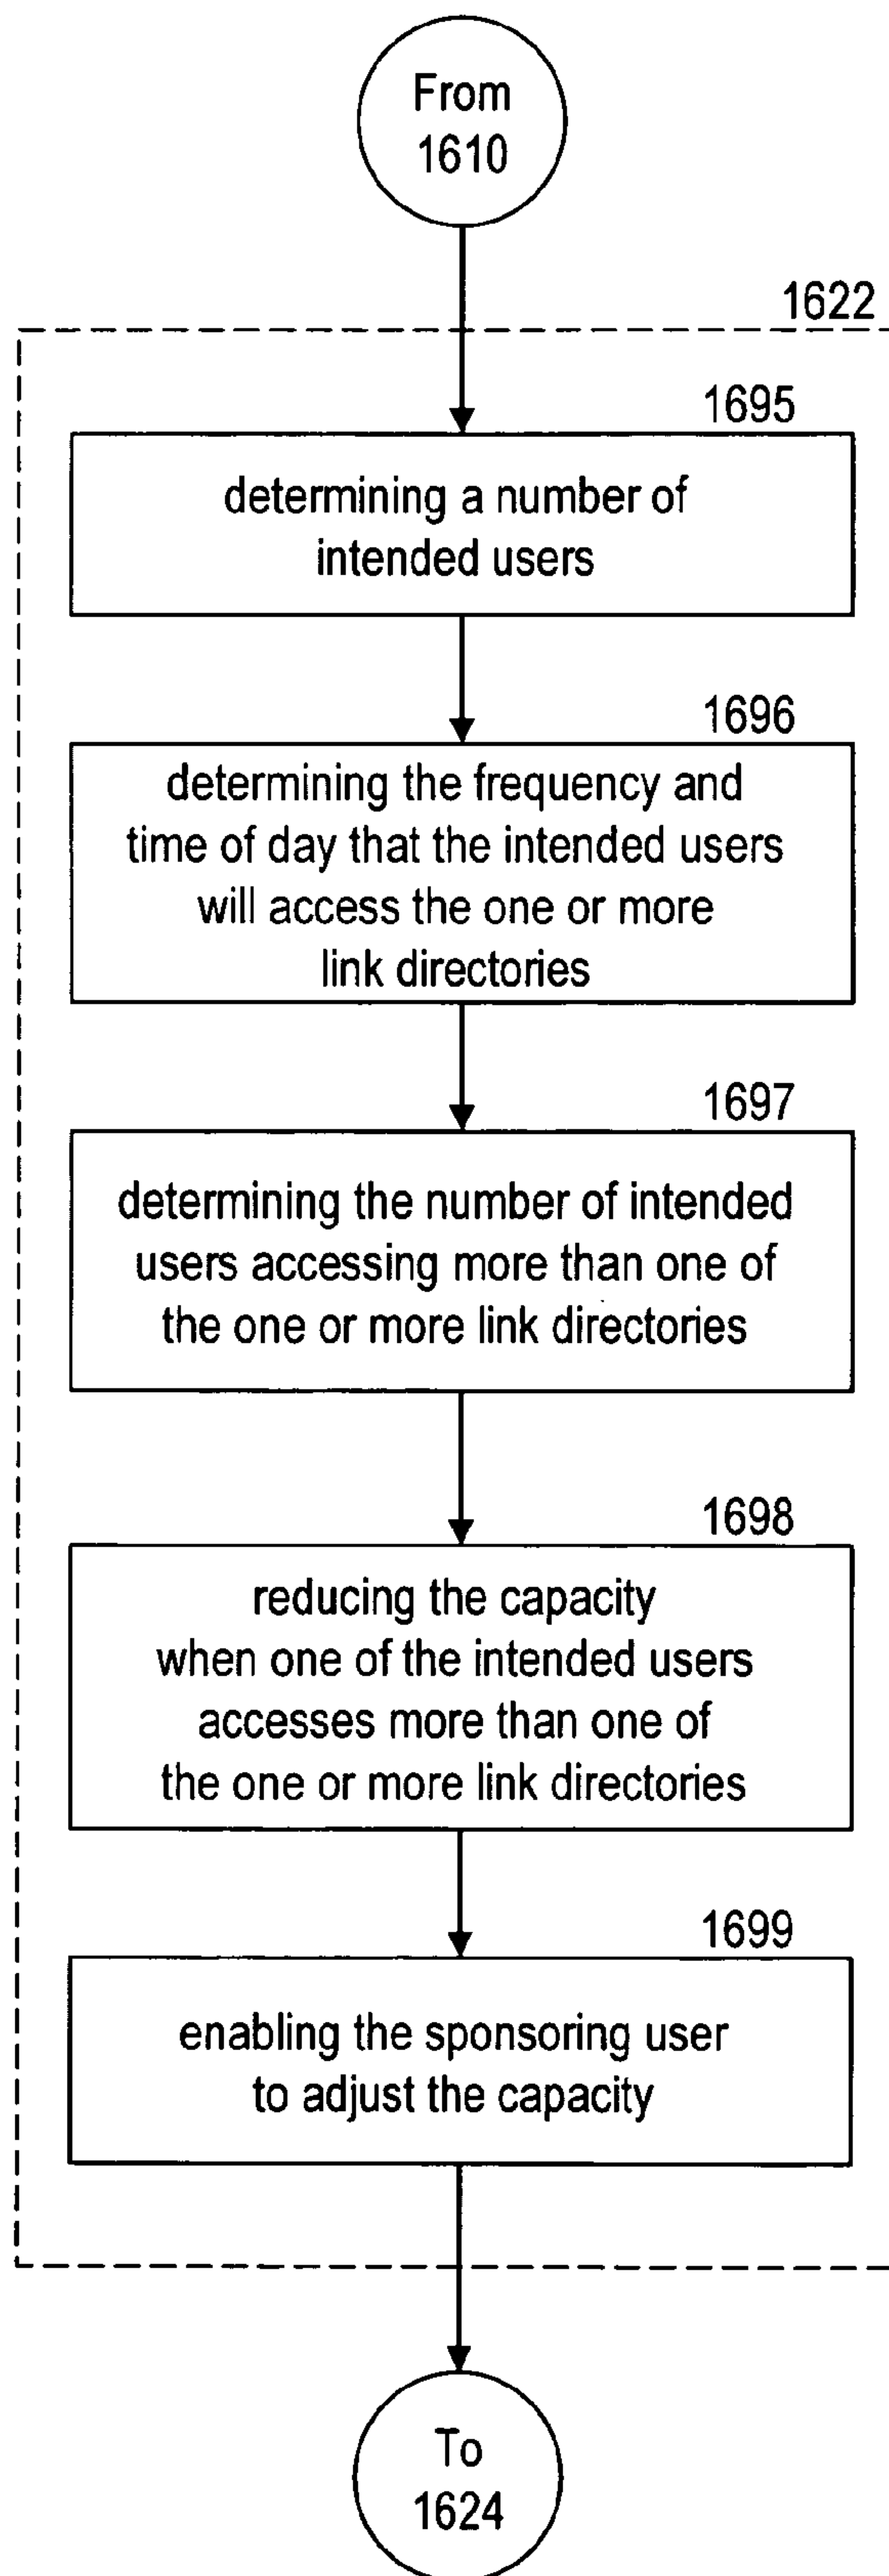 From
1610
1622
1695
determining a number of
intended users
1696
determining the frequency and
time of day that the intended users
will access the one or more
link directories
1697
determining the number of intended
users accessing more than one of
the one or more link directories
1698
reducing the capacity
when one of the intended users
accesses more than one of
the one or more link directories
1699
enabling the sponsoring user
to adjust the capacity
To
1624